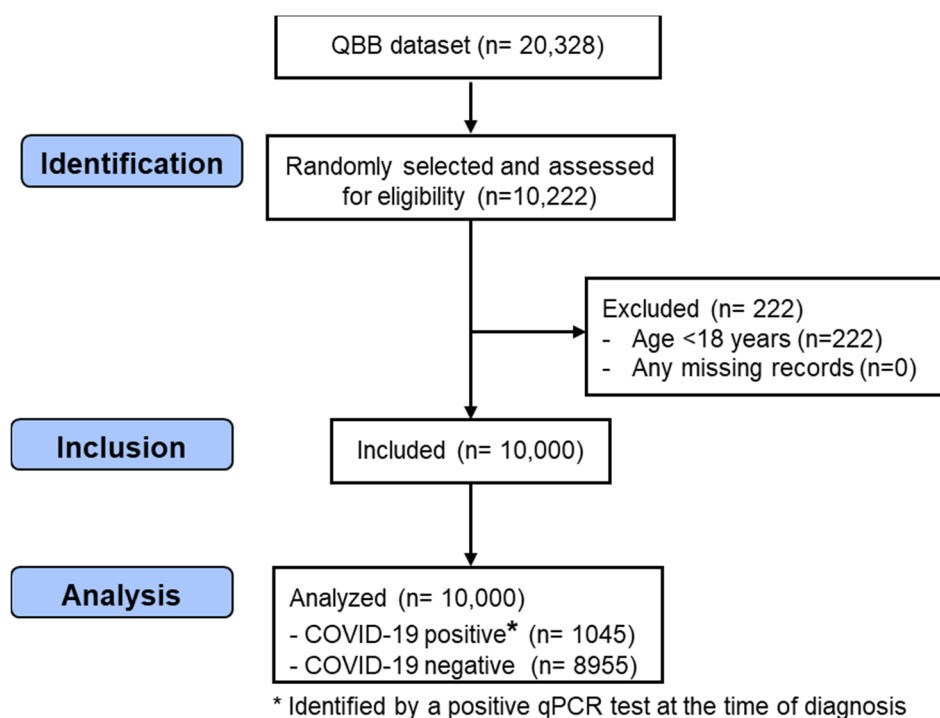 QBB dataset (n= 20,328)
Identification
Randomly selected and assessed
for eligibility (n=10,222)
Excluded (n= 222)
- Age <18 years (n=222)
- Any missing records (n=0)
Inclusion
Included (n= 10,000)
Analysis
Analyzed (n= 10,000)
- COVID-19 positive* (n= 1045)
- COVID-19 negative (n= 8955)
* Identified by a positive qPCR test at the time of diagnosis